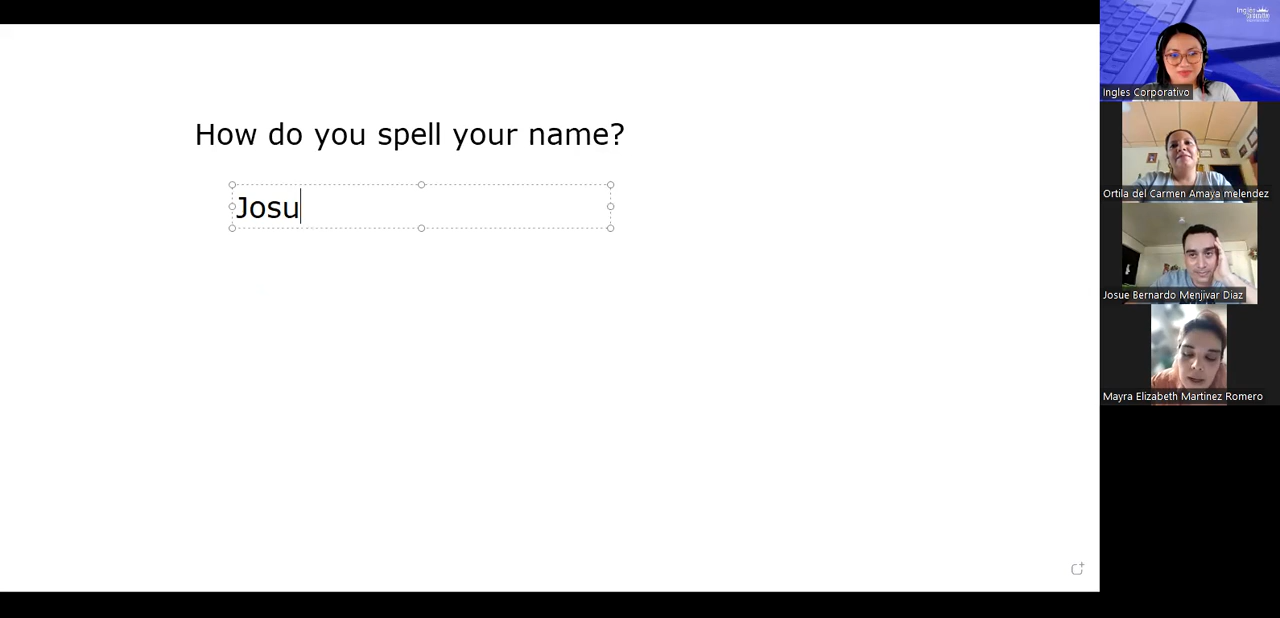 How do you spell your name?
Josu
Ingles
Ingles Corporativo
Ortila del Carmen Amaya melendez
Josue Bernardo Menjivar Diaz
Mayra Elizabeth Martinez Romero